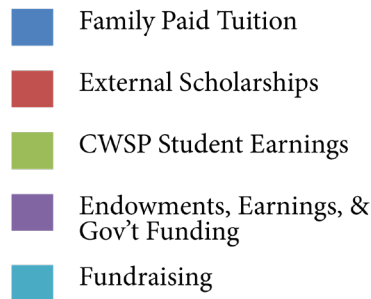 Family Paid Tuition
External Scholarships
CWSP Student Earnings
Endowments, Earnings, &
Gov’t Funding
Fundraising